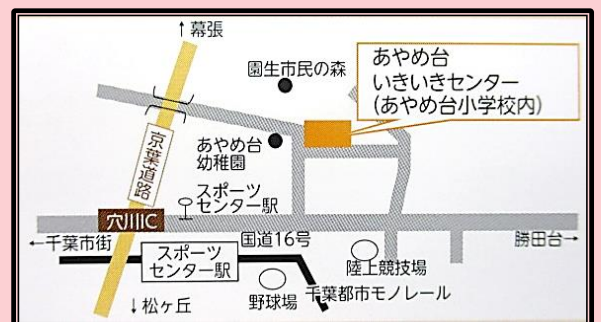 ↑幕張
園生市民の森
あやめ台
いきいきセンター
(あやめ台小学校内)
あやめ台
幼稚園
京葉道路
スポーツ
センター駅
穴川IC
←千葉市街
国道16号
勝田台→
スポーツ
センター駅
陸上競技場
野球場
千葉都市モノレール
↓松ヶ丘